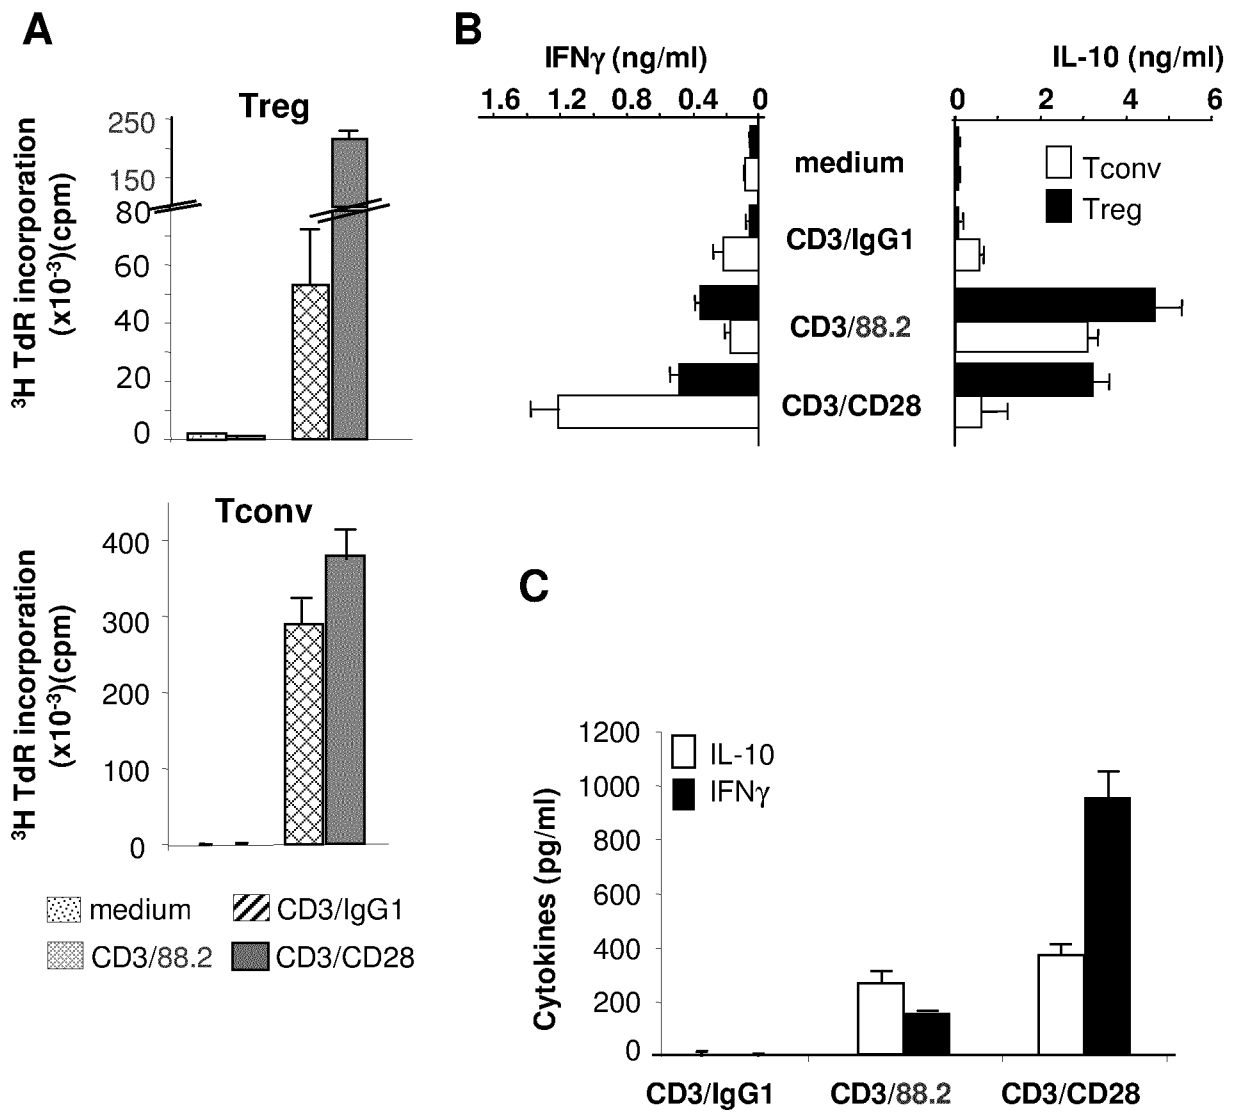 A
Treg
³H TdR incorporation
(x10⁻³)(cpm)
250
150
80
60
40
20
0
Tconv
³H TdR incorporation
(x10⁻³)(cpm)
400
300
200
100
0
medium
CD3/IgG1
CD3/88.2
CD3/CD28
B
IFNγ (ng/ml)
IL-10 (ng/ml)
1.6 1.2 0.8 0.4 0
0 2 4 6
medium
CD3/IgG1
CD3/88.2
CD3/CD28
Tconv
Treg
C
Cytokines (pg/ml)
1200
1000
800
600
400
200
0
IL-10
IFNγ
CD3/IgG1
CD3/88.2
CD3/CD28